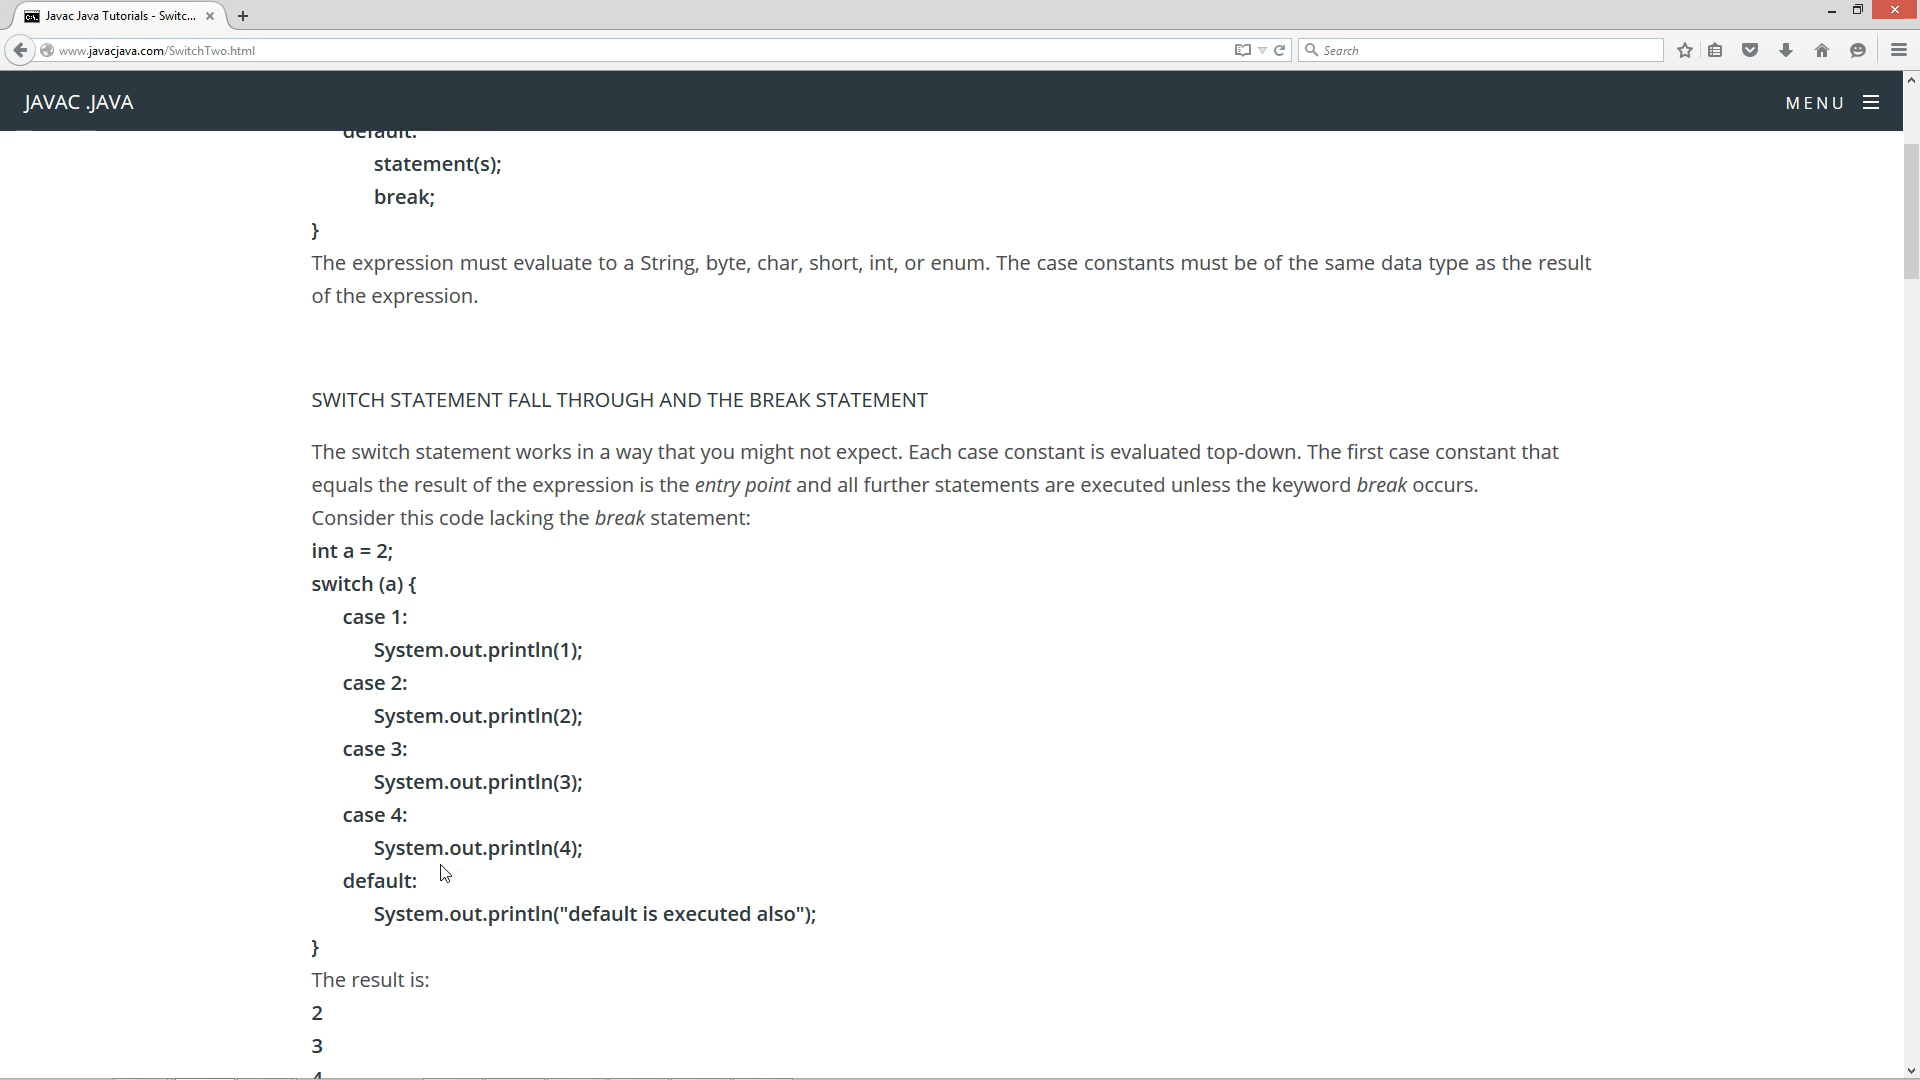 Javac Java Tutorials - Switc...
www.javacjava.com/SwitchTwo.html
Search
JAVAC .JAVA
MENU
default:
statement(s);
break;
}
The expression must evaluate to a String, byte, char, short, int, or enum. The case constants must be of the same data type as the result
of the expression.
SWITCH STATEMENT FALL THROUGH AND THE BREAK STATEMENT
The switch statement works in a way that you might not expect. Each case constant is evaluated top-down. The first case constant that
equals the result of the expression is the entry point and all further statements are executed unless the keyword break occurs.
Consider this code lacking the break statement:
int a = 2;
switch (a) {
case 1:
System.out.println(1);
case 2:
System.out.println(2);
case 3:
System.out.println(3);
case 4:
System.out.println(4);
default:
System.out.println("default is executed also");
}
The result is:
2
3
4